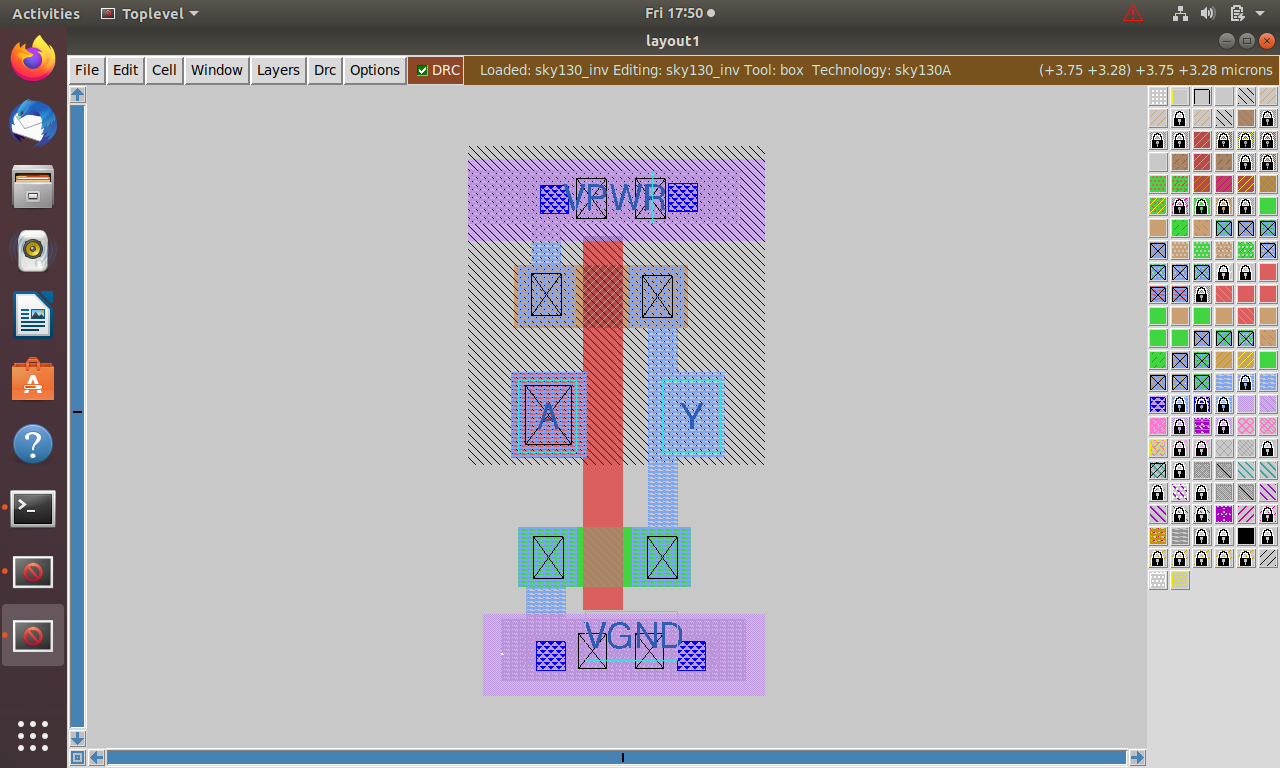 Activities Toplevel Fri 17:50
layout1
File Edit Cell Window Layers Drc Options DRC Loaded: sky130_inv Editing: sky130_inv Tool: box Technology: sky130A (+3.75 +3.28) +3.75 +3.28 microns
VPWR
A Y
VGND